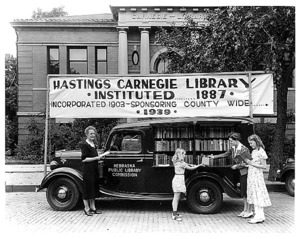 HASTINGS CARNEGIE LIBRARY
• INSTITUTED 1887 •
INCORPORATED 1903-SPONSORING COUNTY WIDE......
• 1939 •
NEBRASKA
PUBLIC LIBRARY
COMMISSION